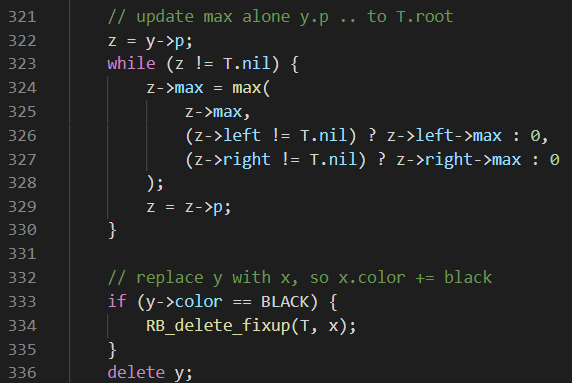 321 // update max alone y.p .. to T.root
322 z = y->p;
323 while (z != T.nil) {
324 z->max = max(
325 z->max,
326 (z->left != T.nil) ? z->left->max : 0,
327 (z->right != T.nil) ? z->right->max : 0
328 );
329 z = z->p;
330 }
331
332 // replace y with x, so x.color += black
333 if (y->color == BLACK) {
334 RB_delete_fixup(T, x);
335 }
336 delete y;